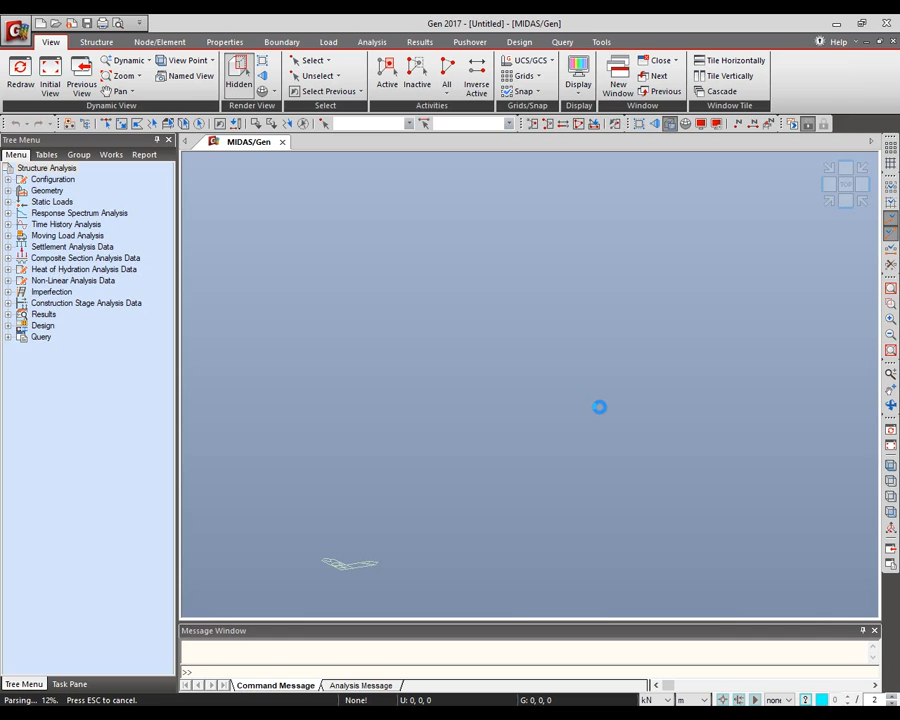 Gen 2017 - [Untitled] - [MIDAS/Gen]
View Structure Node/Element Properties Boundary Load Analysis Results Pushover Design Query Tools Help
Redraw
Initial View
Previous View
Dynamic
Zoom
Pan
View Point
Named View
Hidden
Select
Unselect
Select Previous
Active
Inactive
All
Inverse Active
UCS/GCS
Grids
Snap
Display
New Window
Close
Next
Previous
Tile Horizontally
Tile Vertically
Cascade
Dynamic View Render View Select Activities Grids/Snap Display Window Window Tile
Tree Menu
MIDAS/Gen
Menu Tables Group Works Report
Structure Analysis
Configuration
Geometry
Static Loads
Response Spectrum Analysis
Time History Analysis
Moving Load Analysis
Settlement Analysis Data
Composite Section Analysis Data
Heat of Hydration Analysis Data
Non-Linear Analysis Data
Imperfection
Construction Stage Analysis Data
Results
Design
Query
TOP
Message Window
>>
Tree Menu Task Pane
Command Message Analysis Message
Parsing... 12% Press ESC to cancel. None! U: 0, 0, 0 G: 0, 0, 0 kN m none ? 0 / 2